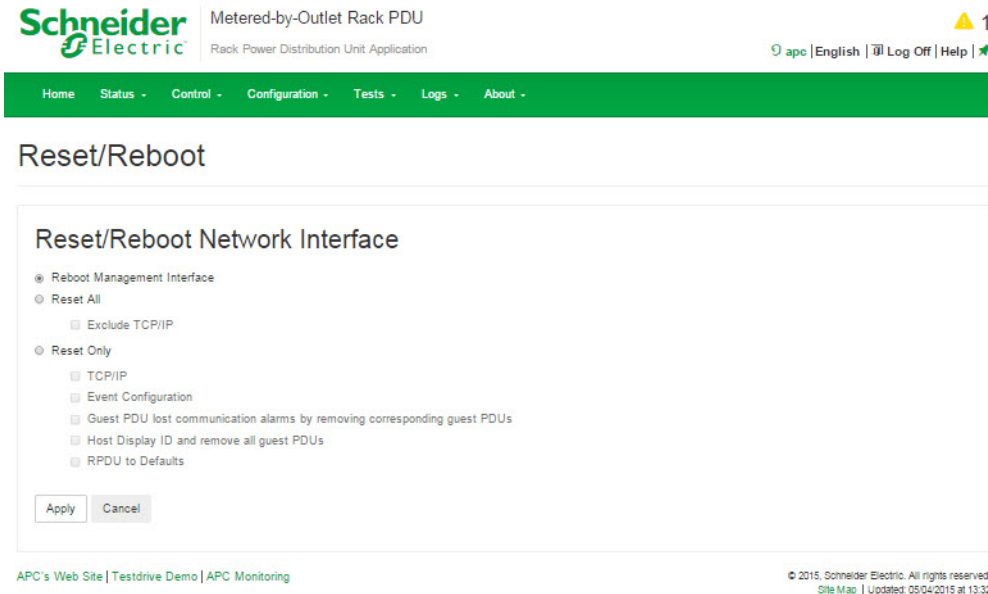 Schneider
Electric
Metered-by-Outlet Rack PDU
Rack Power Distribution Unit Application
1
apc | English | Log Off | Help |
Home Status - Control - Configuration - Tests - Logs - About -
Reset/Reboot
Reset/Reboot Network Interface
Reboot Management Interface
Reset All
Exclude TCP/IP
Reset Only
TCP/IP
Event Configuration
Guest PDU lost communication alarms by removing corresponding guest PDUs
Host Display ID and remove all guest PDUs
RPDU to Defaults
Apply Cancel
APC's Web Site | Testdrive Demo | APC Monitoring
© 2015, Schneider Electric. All rights reserved
Site Map | Updated: 05/04/2015 at 13:32